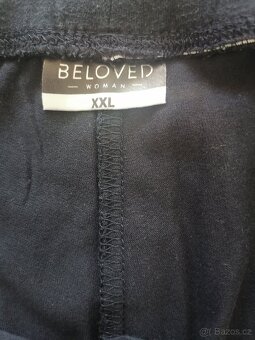 BELOVED
— WOMAN —
XXL
© Bazos.cz